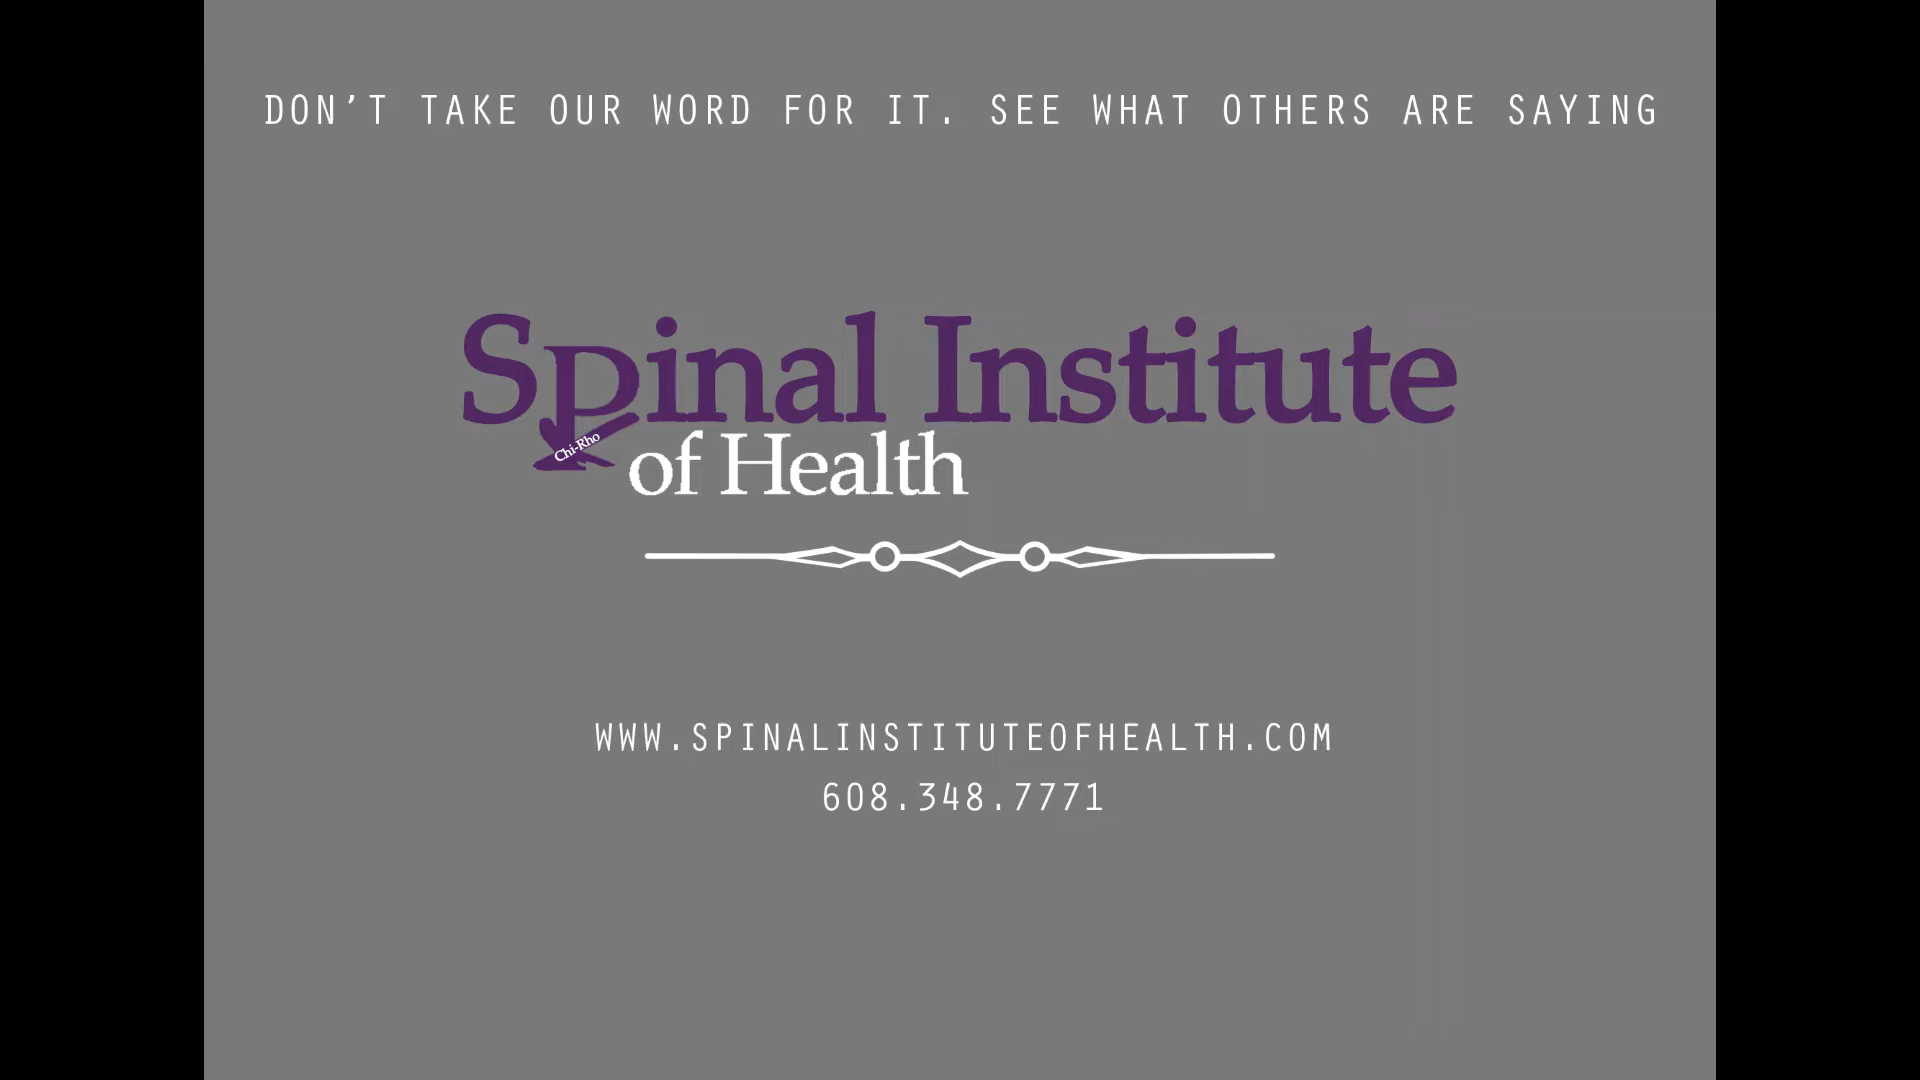 DON’T TAKE OUR WORD FOR IT. SEE WHAT OTHERS ARE SAYING
Spinal Institute
Chi-Rho
of Health
WWW.SPINALINSTITUTEOFHEALTH.COM
608.348.7771